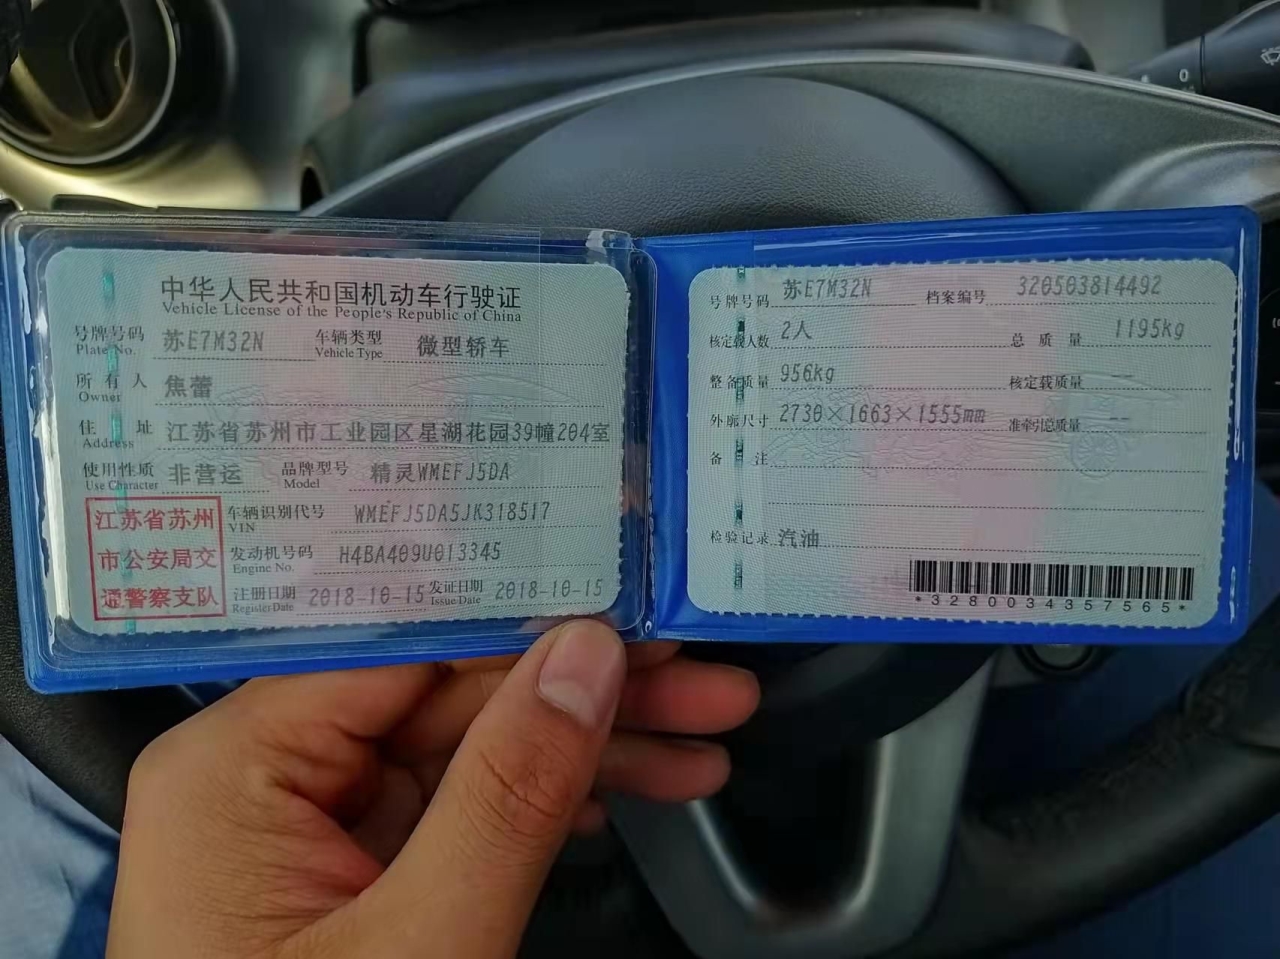 中华人民共和国机动车行驶证
Vehicle License of the People's Republic of China
号牌号码 苏E7M32N 车辆类型 微型轿车
Plate No. Vehicle Type
所有人 焦蕾
Owner
住址 江苏省苏州市工业园区星湖花园39幢204室
Address
使用性质 非营运 品牌型号 精灵WMEFJ5DA
Use Character Model
江苏省苏州
市公安局交
通警察支队
车辆识别代号 WMEFJ5DA5JK318517
VIN
发动机号码 H4BA409U013345
Engine No.
注册日期 2018-10-15 发证日期 2018-10-15
Register Date Issue Date
号牌号码 苏E7M32N 档案编号 320503814492
核定载人数 2人 总质量 1195kg
整备质量 956kg 核定载质量 --
外廓尺寸 2730×1663×1555mm 准牵引总质量 --
备注
检验记录 汽油
*3280034357565*
0